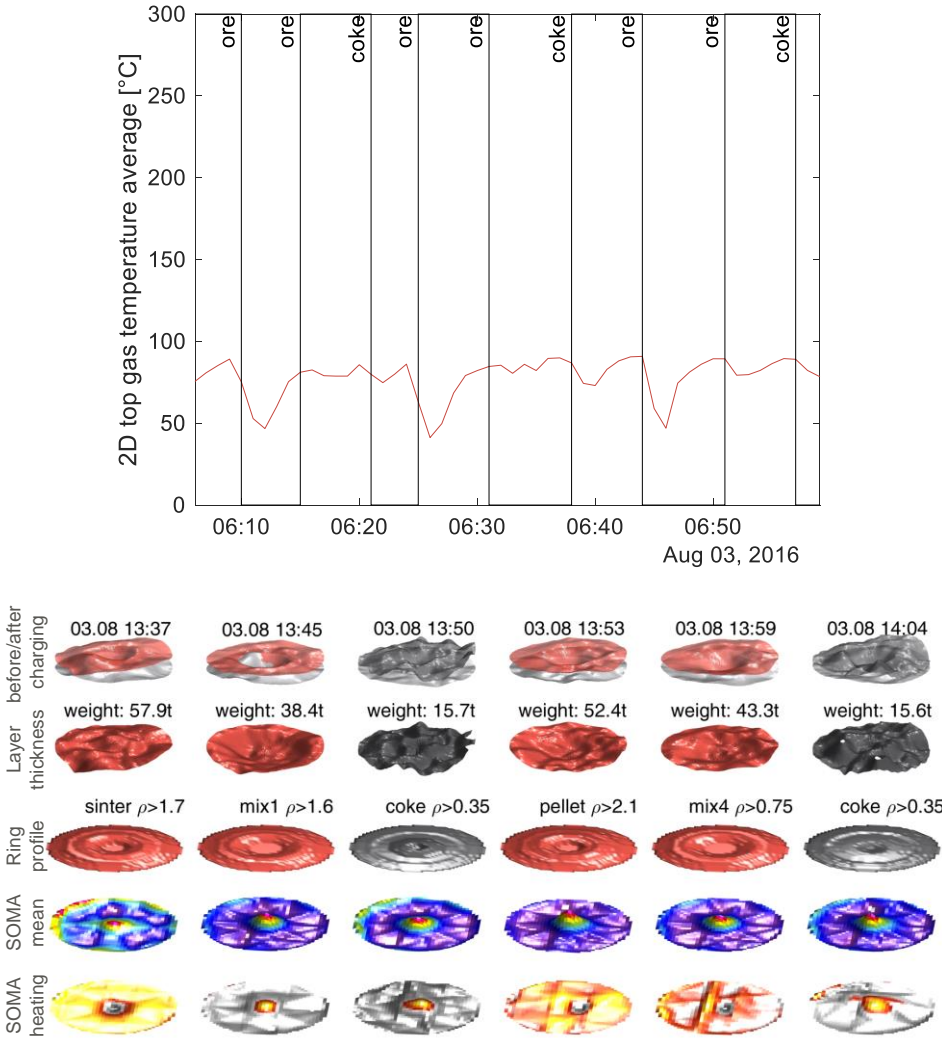 300
250
200
150
100
50
0
2D top gas temperature average [°C]
ore
ore
coke
ore
ore
coke
ore
ore
coke
06:10 06:20 06:30 06:40 06:50
Aug 03, 2016
before/after
charging
03.08 13:37 03.08 13:45 03.08 13:50 03.08 13:53 03.08 13:59 03.08 14:04
Layer
thickness
weight: 57.9t weight: 38.4t weight: 15.7t weight: 52.4t weight: 43.3t weight: 15.6t
Ring
profile
sinter ρ>1.7 mix1 ρ>1.6 coke ρ>0.35 pellet ρ>2.1 mix4 ρ>0.75 coke ρ>0.35
SOMA
mean
SOMA
heating